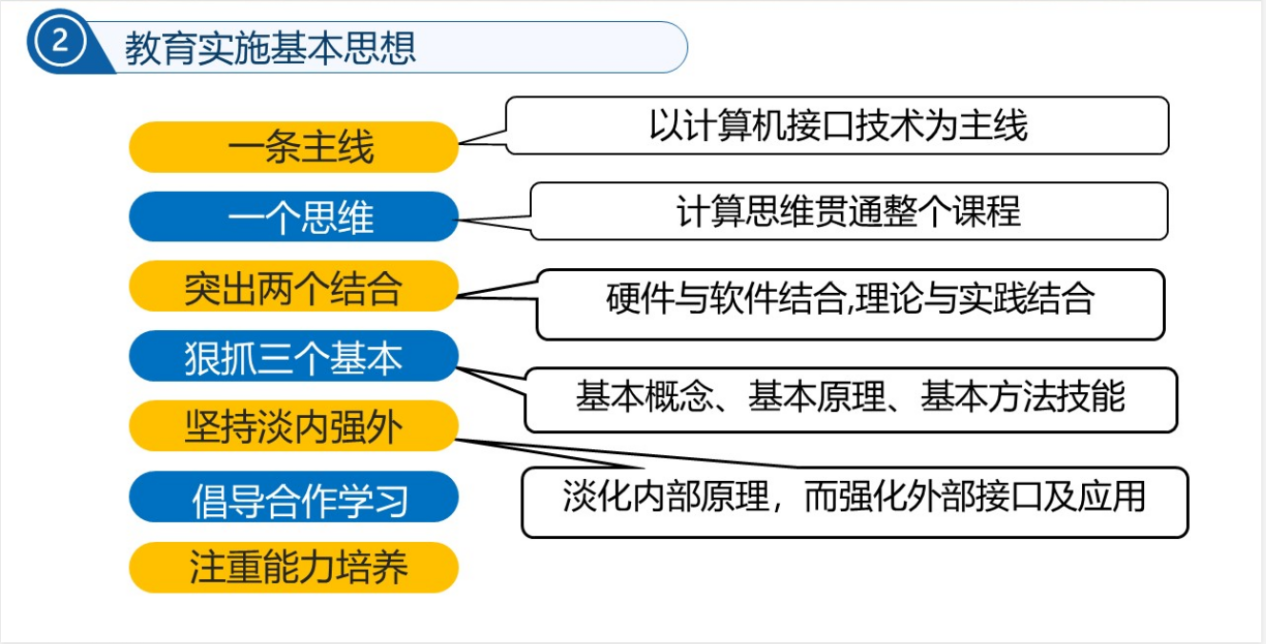 2
教育实施基本思想
一条主线
以计算机接口技术为主线
一个思维
计算思维贯通整个课程
突出两个结合
硬件与软件结合,理论与实践结合
狠抓三个基本
基本概念、基本原理、基本方法技能
坚持淡内强外
淡化内部原理，而强化外部接口及应用
倡导合作学习
注重能力培养